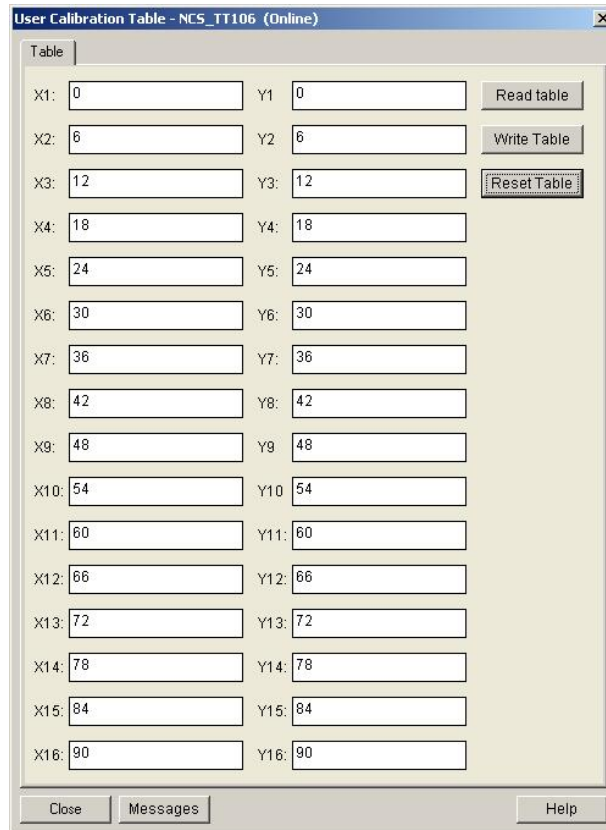 User Calibration Table - NCS_TT106 (Online)
Table
X1: 0 Y1 0 Read table
X2: 6 Y2 6 Write Table
X3: 12 Y3: 12 Reset Table
X4: 18 Y4: 18
X5: 24 Y5: 24
X6: 30 Y6: 30
X7: 36 Y7: 36
X8: 42 Y8: 42
X9: 48 Y9 48
X10: 54 Y10 54
X11: 60 Y11: 60
X12: 66 Y12: 66
X13: 72 Y13: 72
X14: 78 Y14: 78
X15: 84 Y15: 84
X16: 90 Y16: 90
Close Messages Help